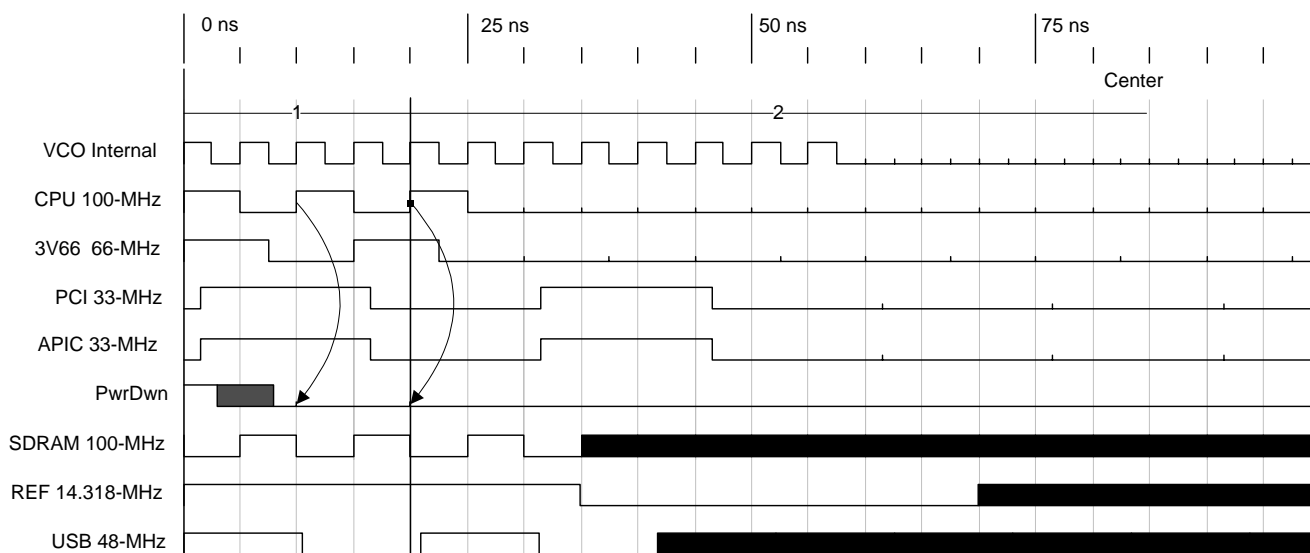 0 ns 25 ns 50 ns 75 ns
Center
1 2
VCO Internal
CPU 100-MHz
3V66 66-MHz
PCI 33-MHz
APIC 33-MHz
PwrDwn
SDRAM 100-MHz
REF 14.318-MHz
USB 48-MHz